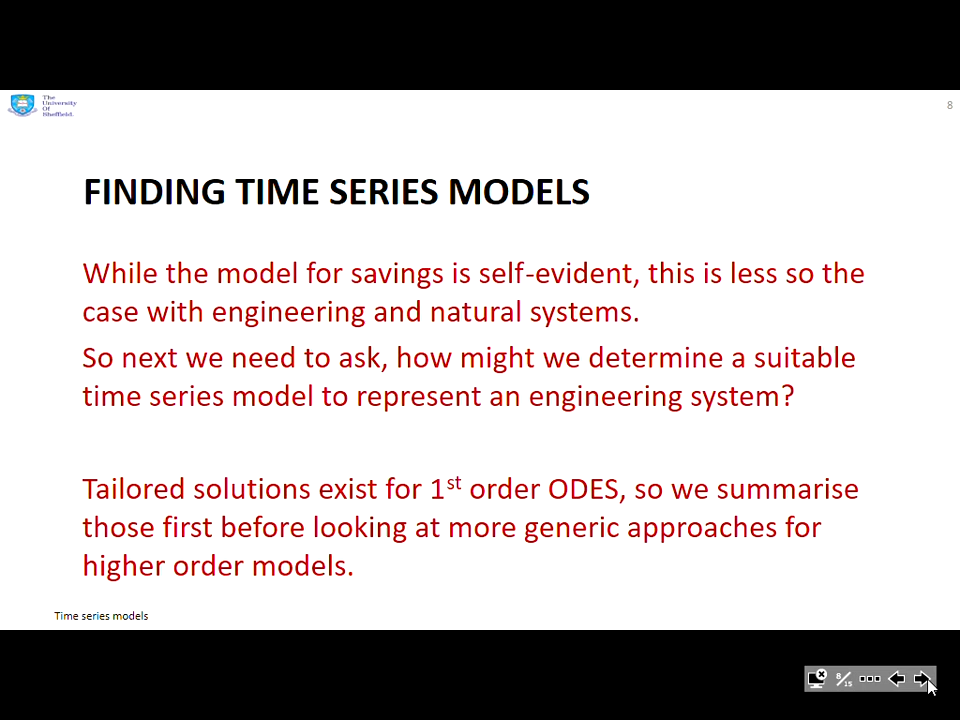 The
University
Of
Sheffield.
8
FINDING TIME SERIES MODELS
While the model for savings is self-evident, this is less so the
case with engineering and natural systems.
So next we need to ask, how might we determine a suitable
time series model to represent an engineering system?
Tailored solutions exist for 1st order ODES, so we summarise
those first before looking at more generic approaches for
higher order models.
Time series models
8/15